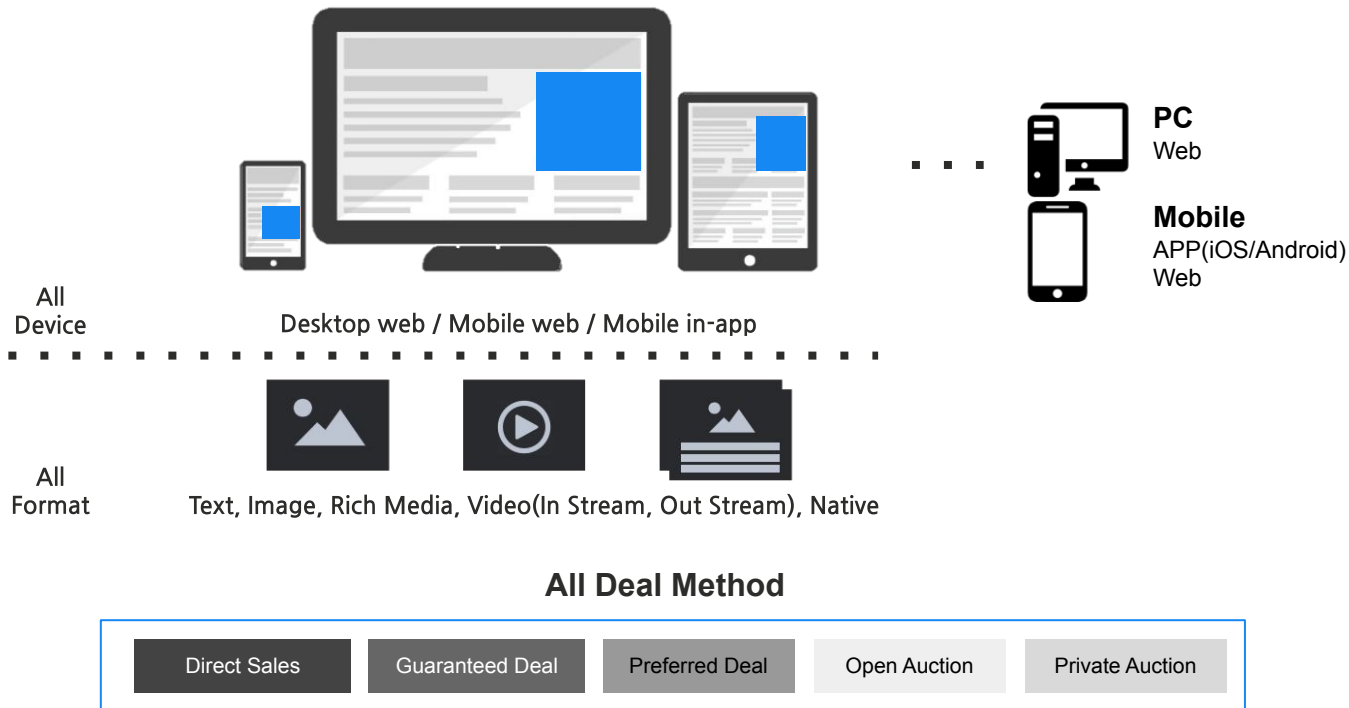 PC
Web
Mobile
APP(iOS/Android)
Web
All
Device
Desktop web / Mobile web / Mobile in-app
All
Format
Text, Image, Rich Media, Video(In Stream, Out Stream), Native
All Deal Method
Direct Sales
Guaranteed Deal
Preferred Deal
Open Auction
Private Auction